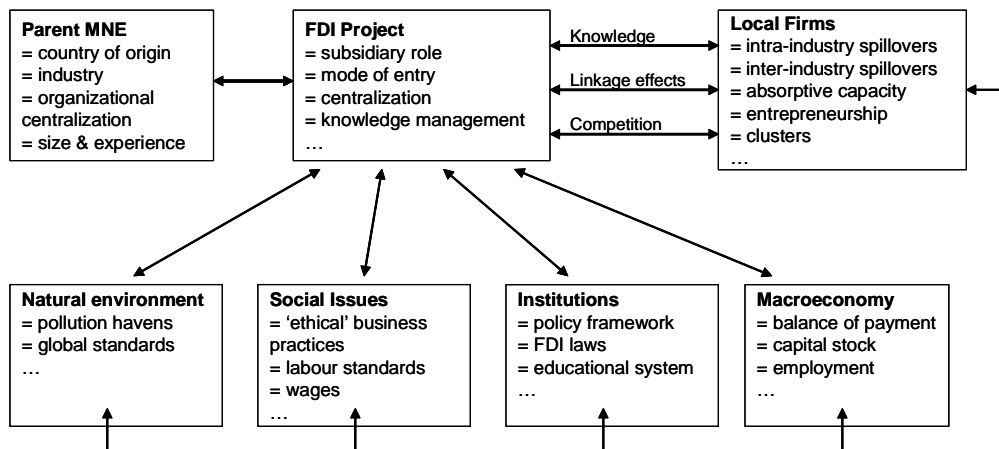 Parent MNE
= country of origin
= industry
= organizational
centralization
= size & experience
FDI Project
= subsidiary role
= mode of entry
= centralization
= knowledge management
…
Knowledge
Linkage effects
Competition
Local Firms
= intra-industry spillovers
= inter-industry spillovers
= absorptive capacity
= entrepreneurship
= clusters
…
Natural environment
= pollution havens
= global standards
…
Social Issues
= ‘ethical’ business
practices
= labour standards
= wages
…
Institutions
= policy framework
= FDI laws
= educational system
…
Macroeconomy
= balance of payment
= capital stock
= employment
…